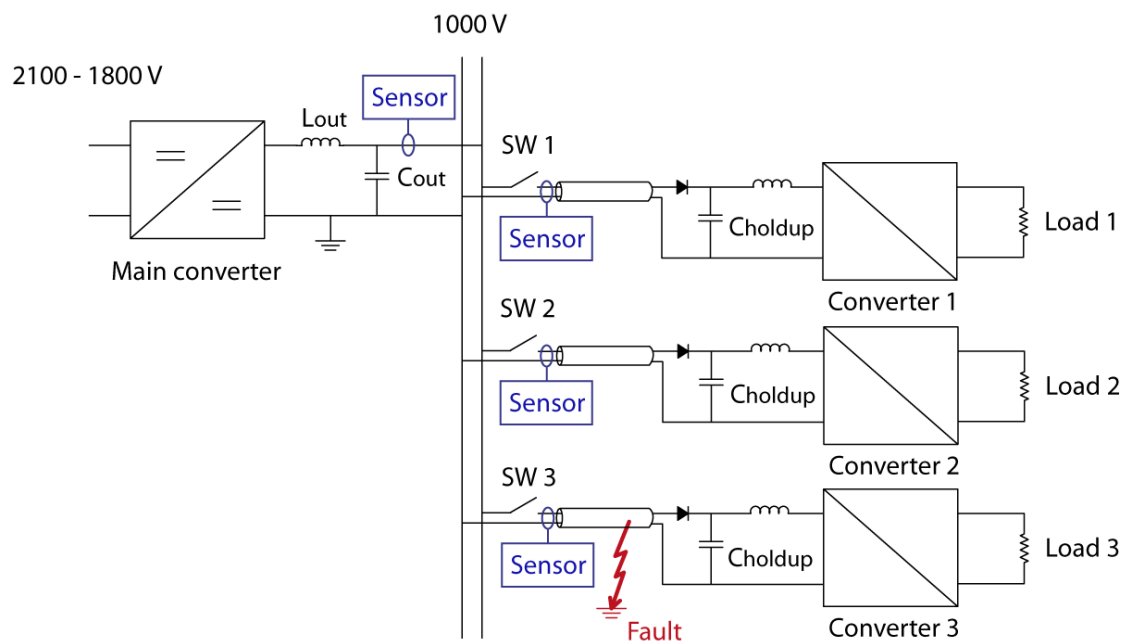 1000 V
2100 - 1800 V
Sensor
Lout
Cout
Main converter
SW 1
Sensor
Choldup
Load 1
Converter 1
SW 2
Sensor
Choldup
Load 2
Converter 2
SW 3
Sensor
Choldup
Load 3
Fault
Converter 3